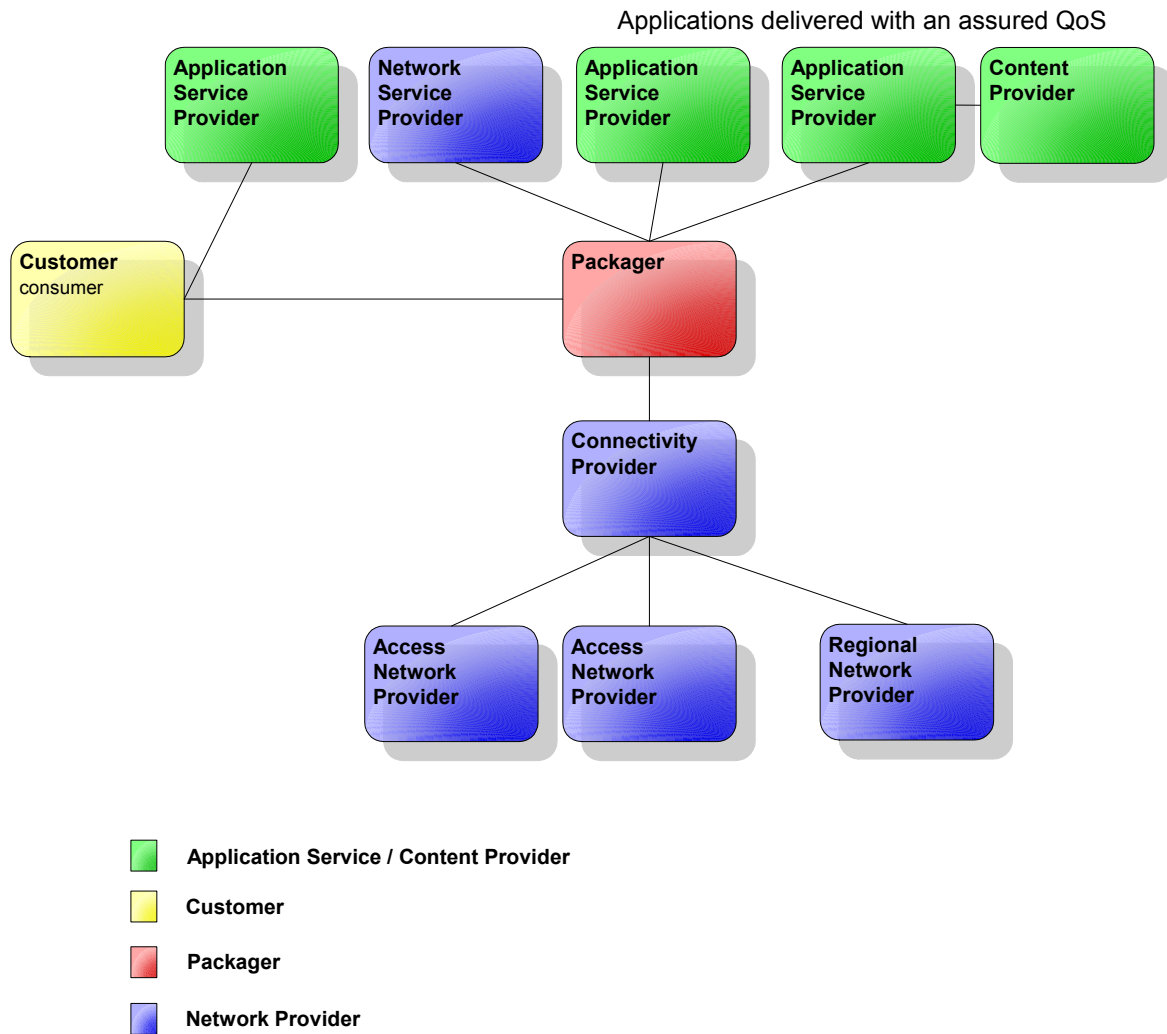 Applications delivered with an assured QoS
Application
Service
Provider
Network
Service
Provider
Application
Service
Provider
Application
Service
Provider
Content
Provider
Customer
consumer
Packager
Connectivity
Provider
Access
Network
Provider
Access
Network
Provider
Regional
Network
Provider
Application Service / Content Provider
Customer
Packager
Network Provider